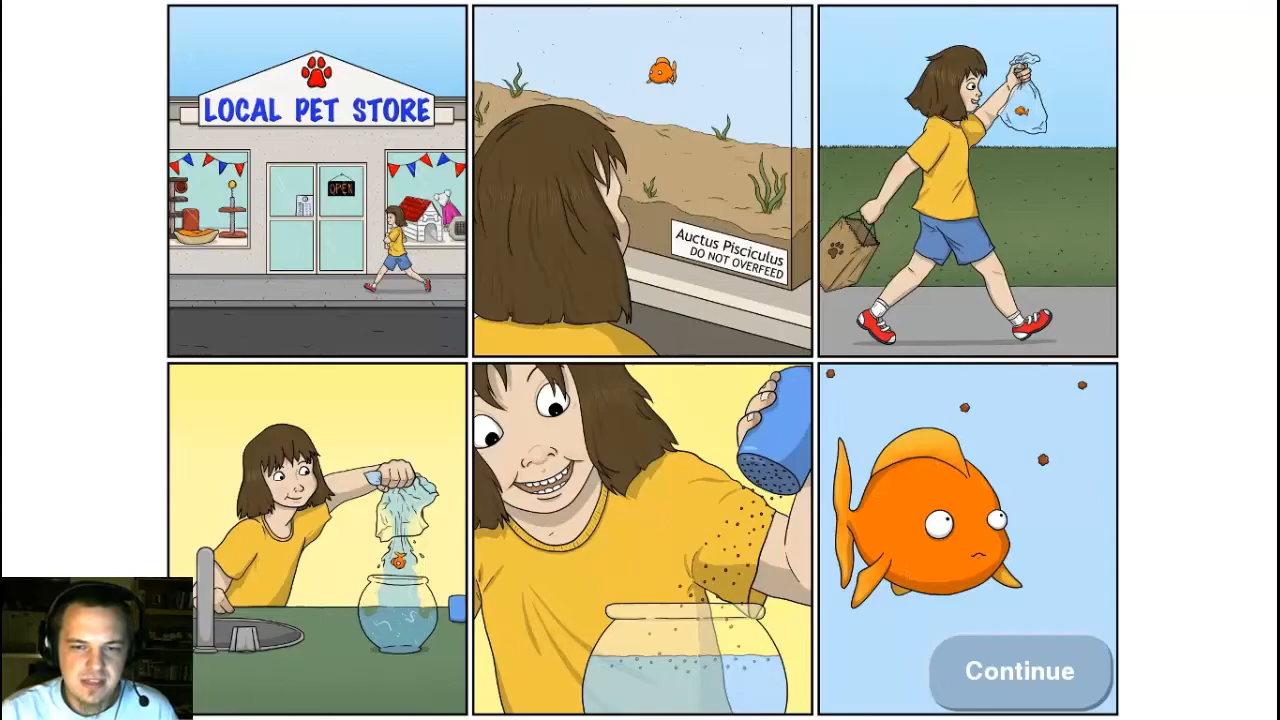 LOCAL PET STORE
OPEN
Auctus Pisciculus
DO NOT OVERFEED
Continue